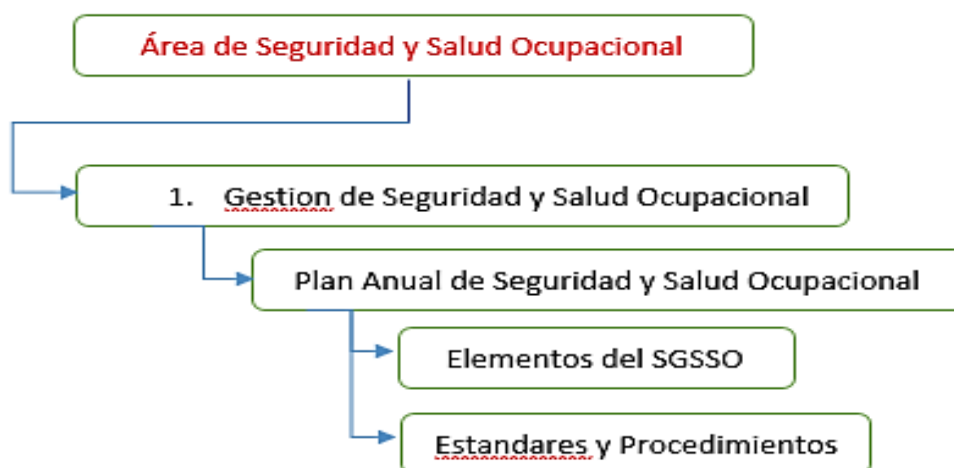 Área de Seguridad y Salud Ocupacional
1. Gestion de Seguridad y Salud Ocupacional
Plan Anual de Seguridad y Salud Ocupacional
Elementos del SGSSO
Estandares y Procedimientos